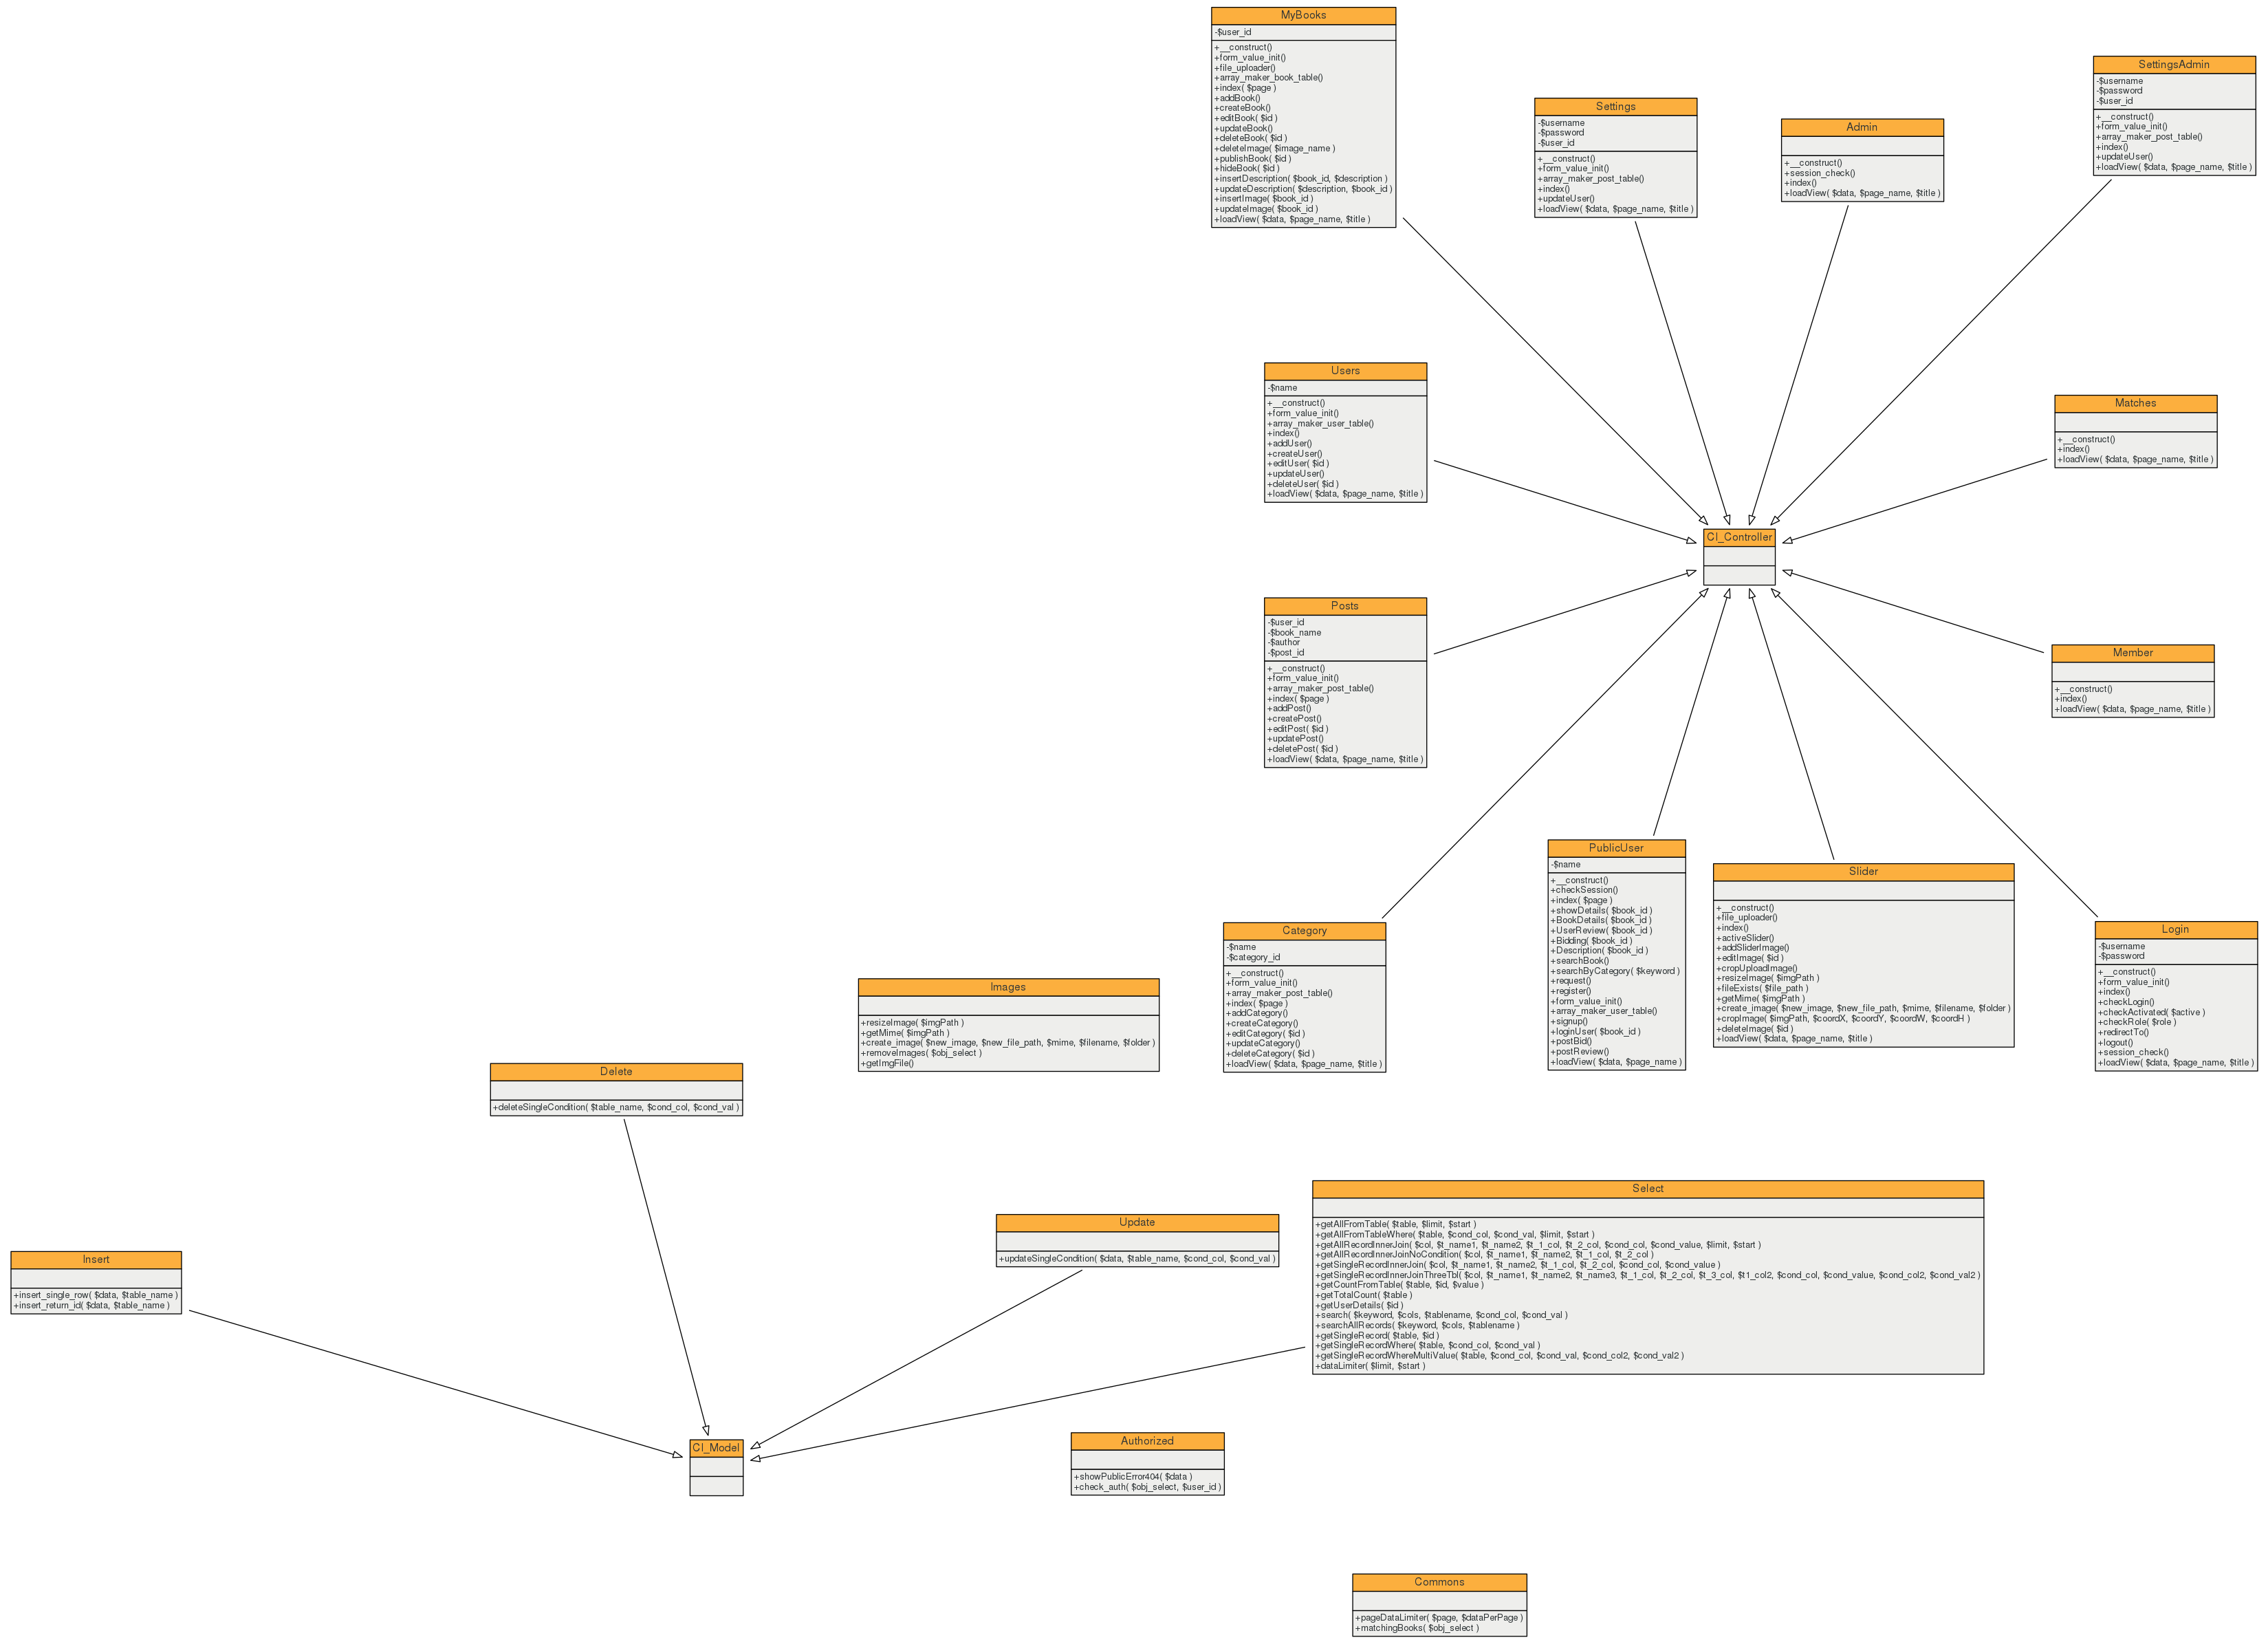 MyBooks
-$user_id
+__construct()
+form_value_init()
+file_uploader()
+array_maker_book_table()
+index( $page )
+addBook()
+createBook()
+editBook( $id )
+updateBook()
+deleteBook( $id )
+deleteImage( $image_name )
+publishBook( $id )
+hideBook( $id )
+insertDescription( $book_id, $description )
+updateDescription( $description, $book_id )
+insertImage( $book_id )
+updateImage( $book_id )
+loadView( $data, $page_name, $title )
Settings
-$username
-$password
-$user_id
+__construct()
+form_value_init()
+array_maker_post_table()
+index()
+updateUser()
+loadView( $data, $page_name, $title )
Admin
+__construct()
+session_check()
+index()
+loadView( $data, $page_name, $title )
SettingsAdmin
-$username
-$password
-$user_id
+__construct()
+form_value_init()
+array_maker_post_table()
+index()
+updateUser()
+loadView( $data, $page_name, $title )
Users
-$name
+__construct()
+form_value_init()
+array_maker_user_table()
+index()
+addUser()
+createUser()
+editUser( $id )
+updateUser()
+deleteUser( $id )
+loadView( $data, $page_name, $title )
Matches
+__construct()
+index()
+loadView( $data, $page_name, $title )
CI_Controller
Posts
-$user_id
-$book_name
-$author
-$post_id
+__construct()
+form_value_init()
+array_maker_post_table()
+index( $page )
+addPost()
+createPost()
+editPost( $id )
+updatePost()
+deletePost( $id )
+loadView( $data, $page_name, $title )
Member
+__construct()
+index()
+loadView( $data, $page_name, $title )
Category
-$name
-$category_id
+__construct()
+form_value_init()
+array_maker_post_table()
+index( $page )
+addCategory()
+createCategory()
+editCategory( $id )
+updateCategory()
+deleteCategory( $id )
+loadView( $data, $page_name, $title )
PublicUser
-$name
+__construct()
+checkSession()
+index( $page )
+showDetails( $book_id )
+BookDetails( $book_id )
+UserReview( $book_id )
+Bidding( $book_id )
+Description( $book_id )
+searchBook()
+searchByCategory( $keyword )
+request()
+register()
+form_value_init()
+array_maker_user_table()
+signup()
+loginUser( $book_id )
+postBid()
+postReview()
+loadView( $data, $page_name )
Slider
+__construct()
+file_uploader()
+index()
+activeSlider()
+addSliderImage()
+editImage( $id )
+cropUploadImage()
+resizeImage( $imgPath )
+fileExists( $file_path )
+getMime( $imgPath )
+create_image( $new_image, $new_file_path, $mime, $filename, $folder )
+cropImage( $imgPath, $coordX, $coordY, $coordW, $coordH )
+deleteImage( $id )
+loadView( $data, $page_name, $title )
Login
-$username
-$password
+__construct()
+form_value_init()
+index()
+checkLogin()
+checkActivated( $active )
+checkRole( $role )
+redirectTo()
+logout()
+session_check()
+loadView( $data, $page_name, $title )
Images
+resizeImage( $imgPath )
+getMime( $imgPath )
+create_image( $new_image, $new_file_path, $mime, $filename, $folder )
+removeImages( $obj_select )
+getImgFile()
Delete
+deleteSingleCondition( $table_name, $cond_col, $cond_val )
Insert
+insert_single_row( $data, $table_name )
+insert_return_id( $data, $table_name )
Update
+updateSingleCondition( $data, $table_name, $cond_col, $cond_val )
Select
+getAllFromTable( $table, $limit, $start )
+getAllFromTableWhere( $table, $cond_col, $cond_val, $limit, $start )
+getAllRecordInnerJoin( $col, $t_name1, $t_name2, $t_1_col, $t_2_col, $cond_col, $cond_value, $limit, $start )
+getAllRecordInnerJoinNoCondition( $col, $t_name1, $t_name2, $t_1_col, $t_2_col )
+getSingleRecordInnerJoin( $col, $t_name1, $t_name2, $t_1_col, $t_2_col, $cond_col, $cond_value )
+getSingleRecordInnerJoinThreeTbl( $col, $t_name1, $t_name2, $t_name3, $t_1_col, $t_2_col, $t_3_col, $t1_col2, $cond_col, $cond_value, $cond_col2, $cond_val2 )
+getCountFromTable( $table, $id, $value )
+getTotalCount( $table )
+getUserDetails( $id )
+search( $keyword, $cols, $tablename, $cond_col, $cond_val )
+searchAllRecords( $keyword, $cols, $tablename )
+getSingleRecord( $table, $id )
+getSingleRecordWhere( $table, $cond_col, $cond_val )
+getSingleRecordWhereMultiValue( $table, $cond_col, $cond_val, $cond_col2, $cond_val2 )
+dataLimiter( $limit, $start )
CI_Model
Authorized
+showPublicError404( $data )
+check_auth( $obj_select, $user_id )
Commons
+pageDataLimiter( $page, $dataPerPage )
+matchingBooks( $obj_select )